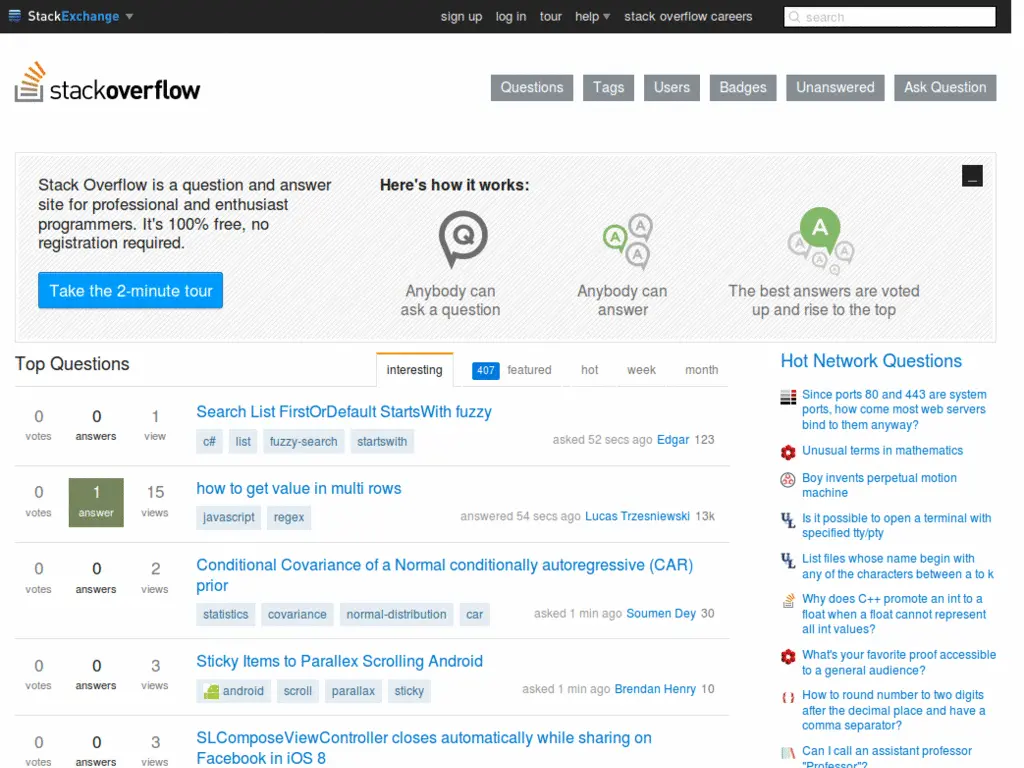 StackExchange sign up log in tour help stack overflow careers search
stackoverflow
Questions Tags Users Badges Unanswered Ask Question
Stack Overflow is a question and answer
site for professional and enthusiast
programmers. It's 100% free, no
registration required.
Take the 2-minute tour
Here's how it works:
_
Q
Anybody can
ask a question
A A A
Anybody can
answer
A A A A
The best answers are voted
up and rise to the top
Top Questions
interesting 407 featured hot week month
0 votes 0 answers 1 view
Search List FirstOrDefault StartsWith fuzzy
c# list fuzzy-search startswith
asked 52 secs ago Edgar 123
0 votes 1 answer 15 views
how to get value in multi rows
javascript regex
answered 54 secs ago Lucas Trzesniewski 13k
0 votes 0 answers 2 views
Conditional Covariance of a Normal conditionally autoregressive (CAR)
prior
statistics covariance normal-distribution car
asked 1 min ago Soumen Dey 30
0 votes 0 answers 3 views
Sticky Items to Parallex Scrolling Android
android scroll parallax sticky
asked 1 min ago Brendan Henry 10
0 votes 0 answers 3 views
SLComposeViewController closes automatically while sharing on
Facebook in iOS 8
Hot Network Questions
Since ports 80 and 443 are system
ports, how come most web servers
bind to them anyway?
Unusual terms in mathematics
Boy invents perpetual motion
machine
Is it possible to open a terminal with
specified tty/pty
List files whose name begin with
any of the characters between a to k
Why does C++ promote an int to a
float when a float cannot represent
all int values?
What's your favorite proof accessible
to a general audience?
How to round number to two digits
after the decimal place and have a
comma separator?
Can I call an assistant professor
"Professor"?